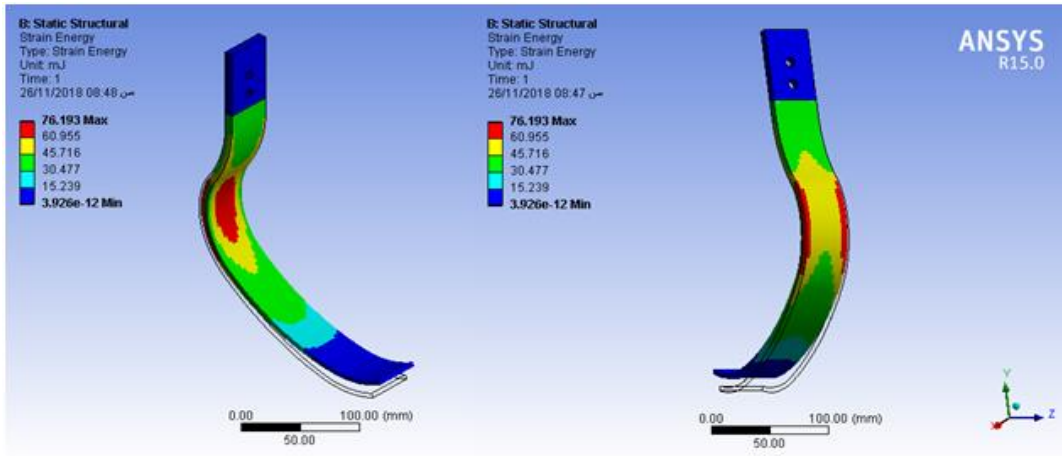 B: Static Structural
Strain Energy
Type: Strain Energy
Unit: mJ
Time: 1
26/11/2018 08:48 ص
76.193 Max
60.955
45.716
30.477
15.239
3.926e-12 Min
0.00
100.00 (mm)
50.00
B: Static Structural
Strain Energy
Type: Strain Energy
Unit: mJ
Time: 1
26/11/2018 08:47 ص
76.193 Max
60.955
45.716
30.477
15.239
3.926e-12 Min
0.00
100.00 (mm)
50.00
ANSYS
R15.0
Y
Z
X